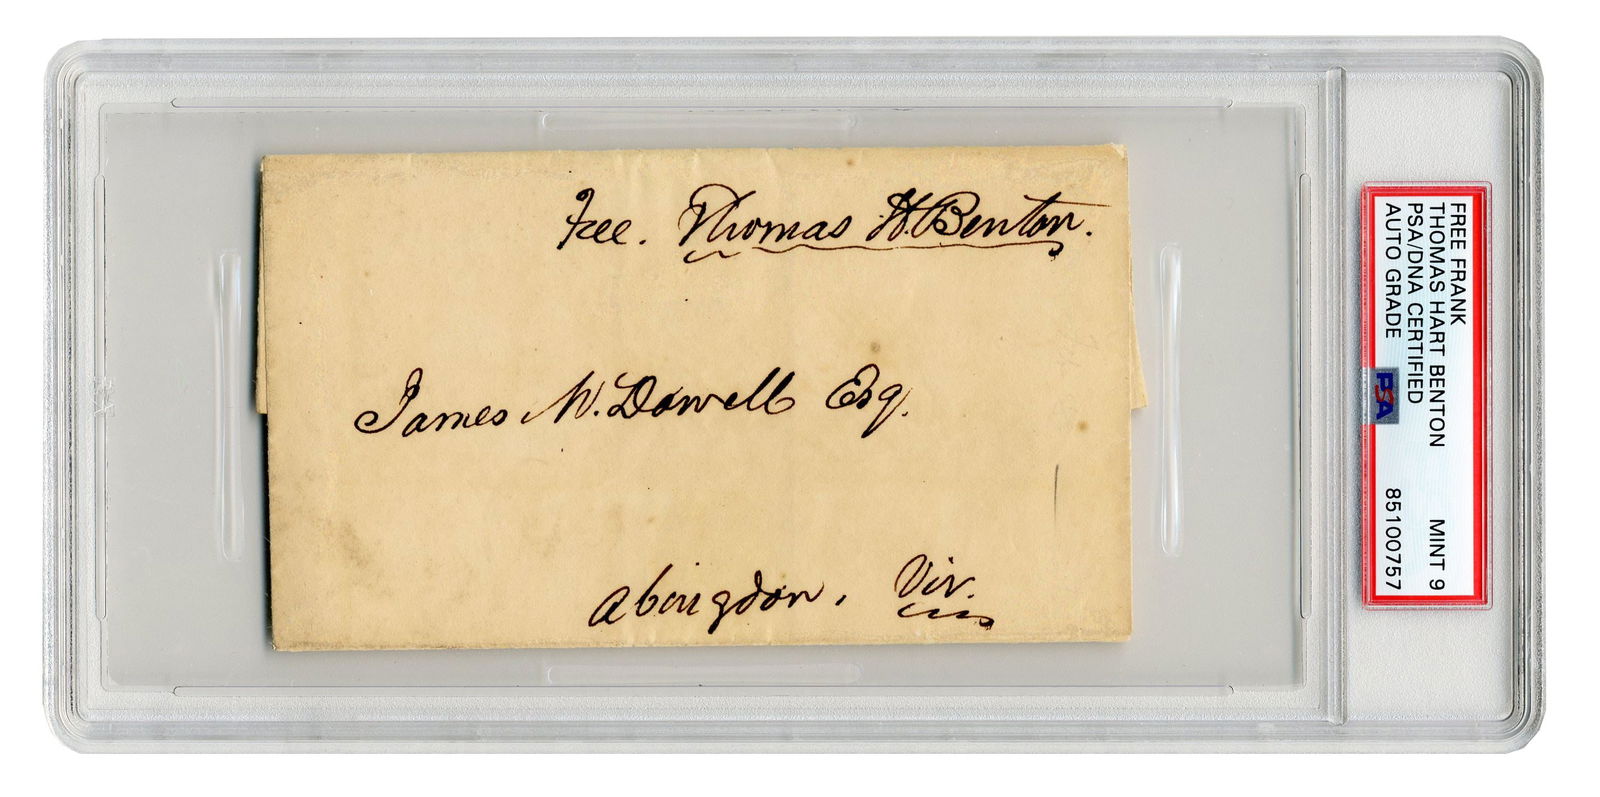 Free. Thomas H. Benton.
James M. Dowell Esq.
Abingdon, Vir.
FREE FRANK
THOMAS HART BENTON MINT 9
PSA/DNA CERTIFIED
AUTO GRADE PSA 85100757